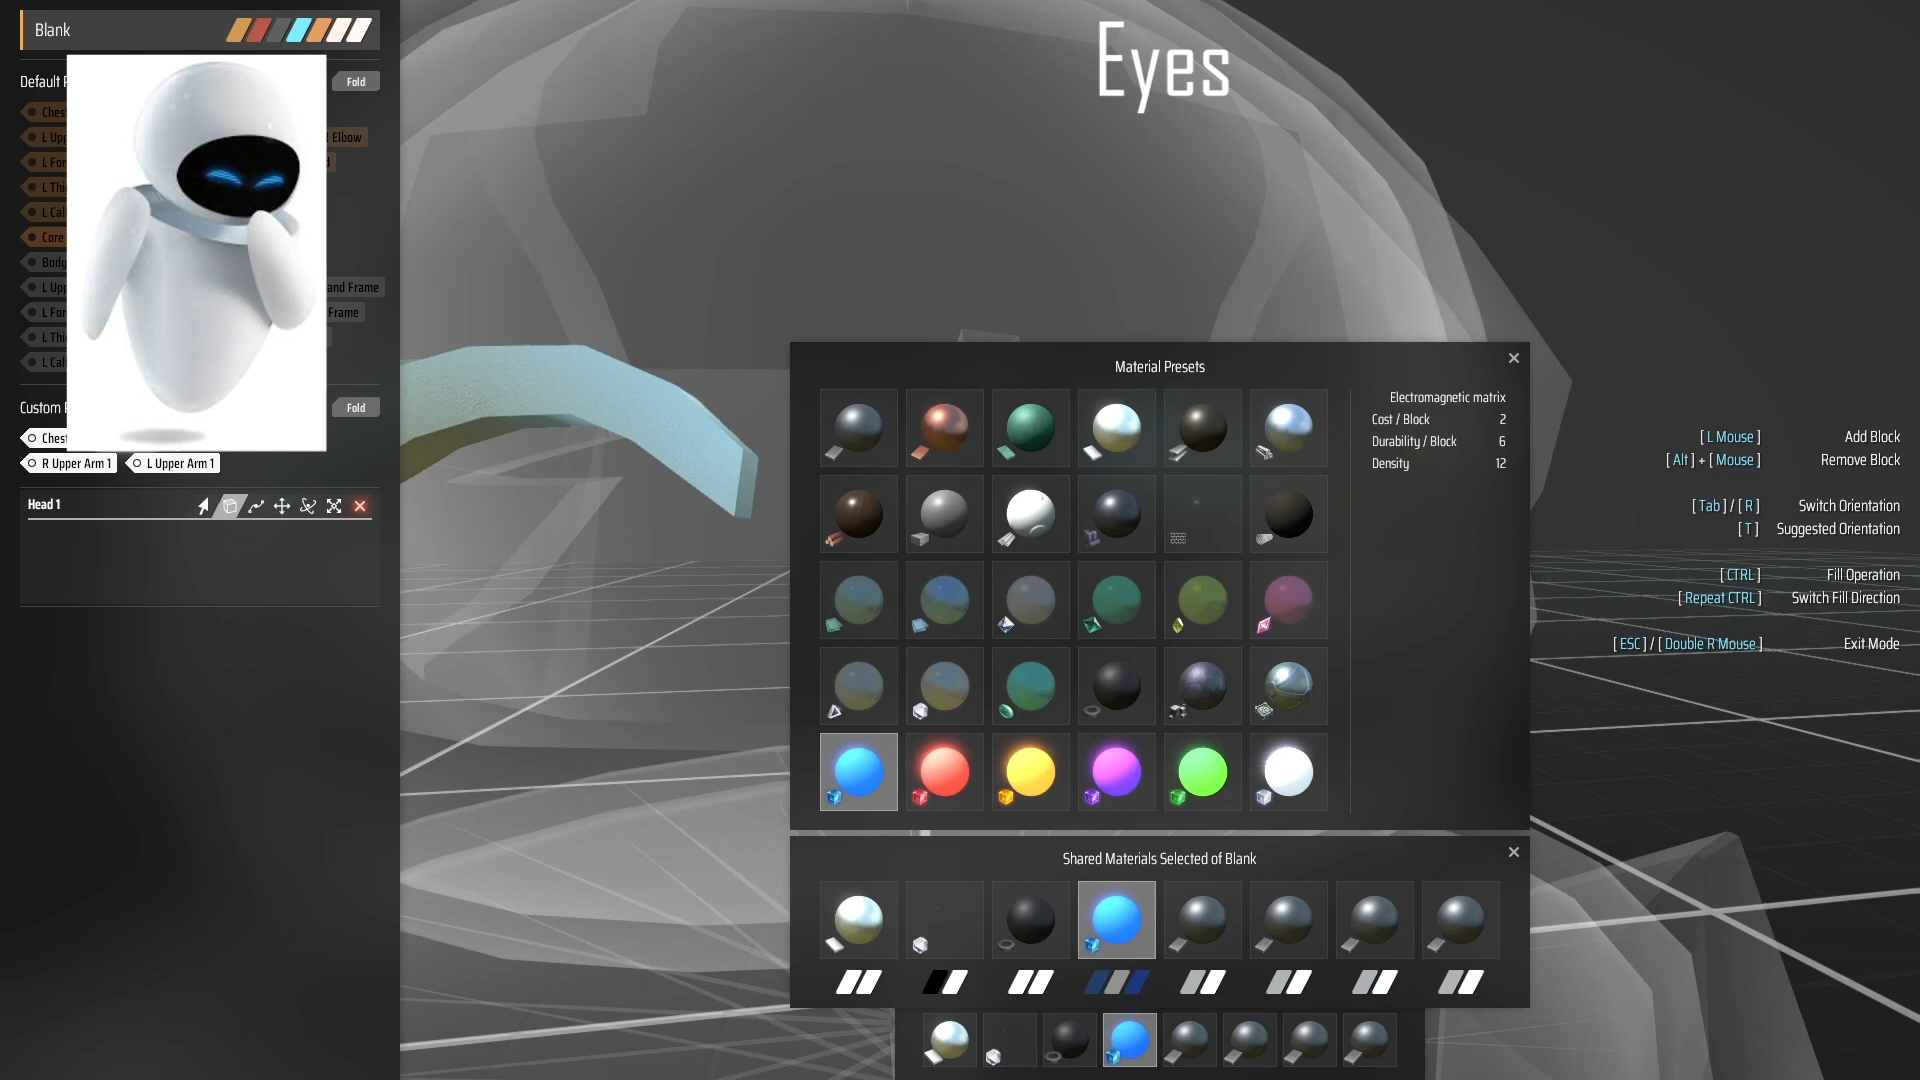 Blank
Eyes
Default
Fold
Ches
L Upp
Elbow
L For
L Thi
L Cal
Core
Body
L Upp
and Frame
L For
Frame
L Thi
L Cal
Custom
Fold
Chest
R Upper Arm 1
L Upper Arm 1
Head 1
Material Presets
Electromagnetic matrix
Cost / Block 2
Durability / Block 6
Density 12
Shared Materials Selected of Blank
[ L Mouse ] Add Block
[ Alt ] + [ Mouse ] Remove Block
[ Tab ] / [ R ] Switch Orientation
[ T ] Suggested Orientation
[ CTRL ] Fill Operation
[ Repeat CTRL ] Switch Fill Direction
[ ESC ] / [ Double R Mouse ] Exit Mode